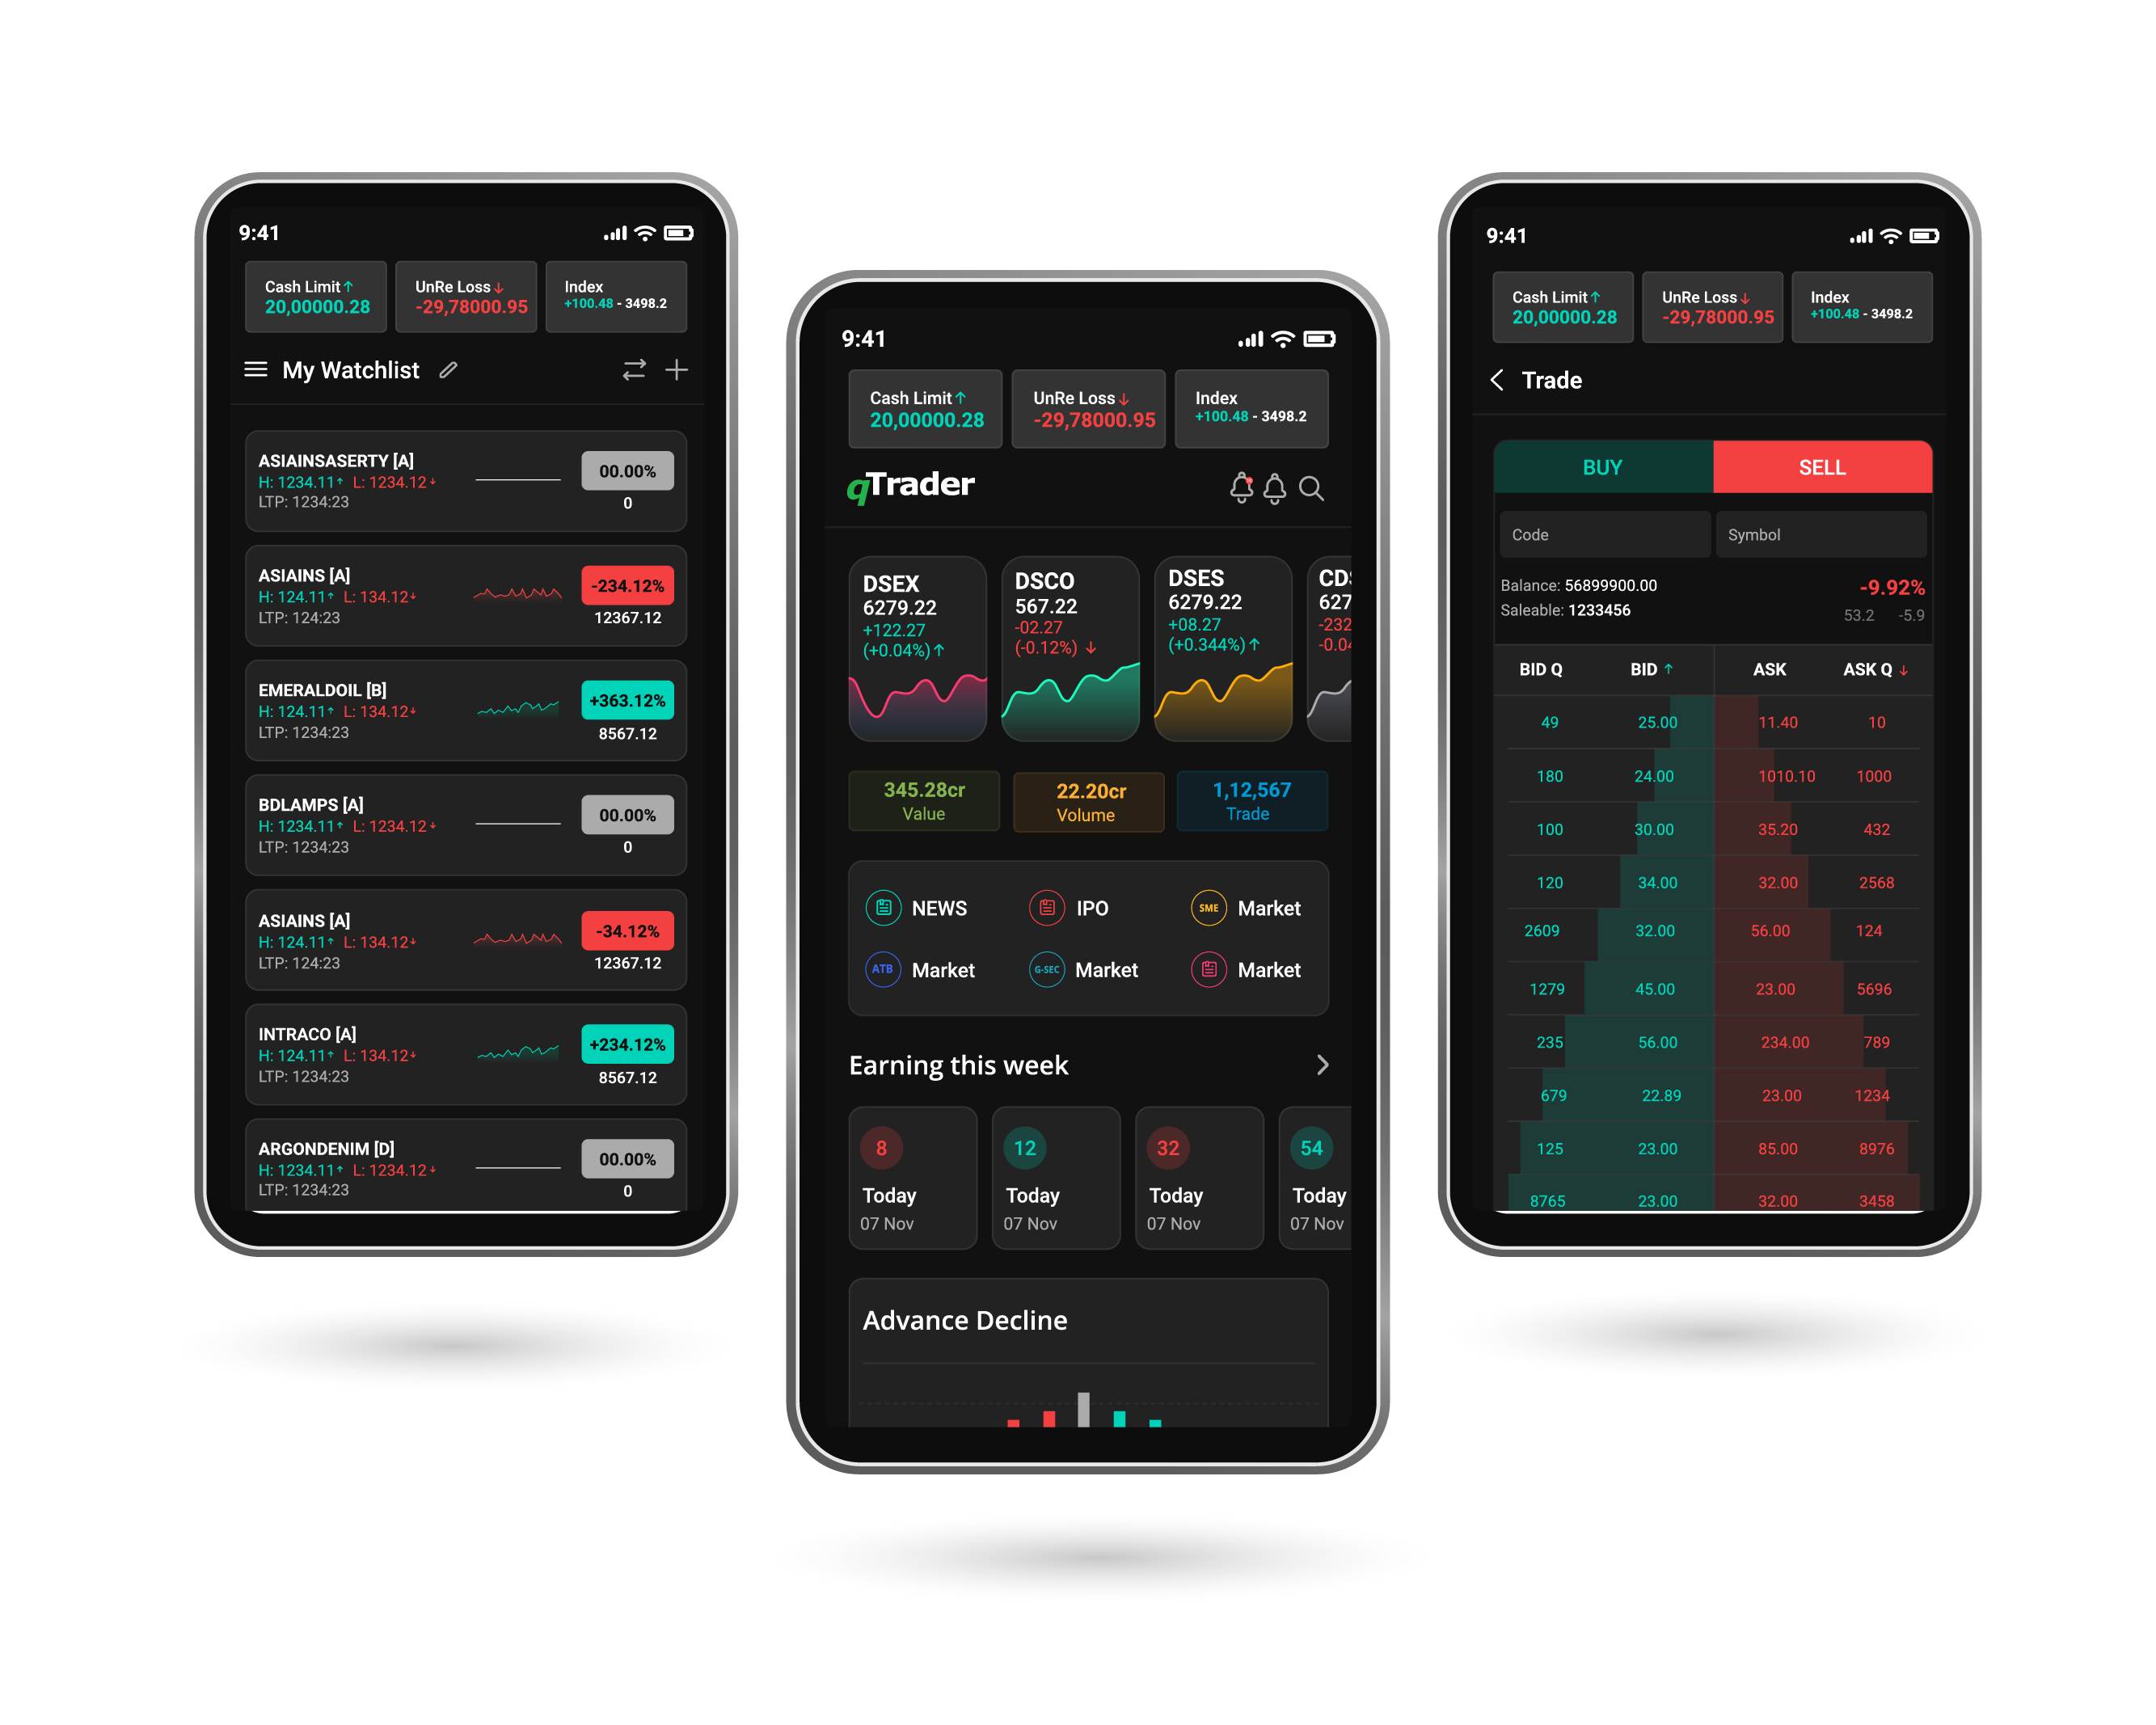 9:41
Cash Limit↑
20,00000.28
UnRe Loss↓
-29,78000.95
Index
+100.48 - 3498.2
My Watchlist
ASIAINSASERTY [A]
H: 1234.11↑ L: 1234.12↓
LTP: 1234:23
00.00%
0
ASIAINS [A]
H: 124.11↑ L: 134.12↓
LTP: 124:23
-234.12%
12367.12
EMERALDOIL [B]
H: 124.11↑ L: 134.12↓
LTP: 1234:23
+363.12%
8567.12
BDLAMPS [A]
H: 1234.11↑ L: 1234.12↓
LTP: 1234:23
00.00%
0
ASIAINS [A]
H: 124.11↑ L: 134.12↓
LTP: 124:23
-34.12%
12367.12
INTRACO [A]
H: 124.11↑ L: 134.12↓
LTP: 1234:23
+234.12%
8567.12
ARGONDENIM [D]
H: 1234.11↑ L: 1234.12↓
LTP: 1234:23
00.00%
0
9:41
Cash Limit↑
20,00000.28
UnRe Loss↓
-29,78000.95
Index
+100.48 - 3498.2
qTrader
DSEX
6279.22
+122.27
(+0.04%)↑
DSCO
567.22
-02.27
(-0.12%) ↓
DSES
6279.22
+08.27
(+0.344%)↑
CDS
627
-232
-0.04
345.28cr
Value
22.20cr
Volume
1,12,567
Trade
NEWS
IPO
SME Market
ATB Market
G-SEC Market
Market
Earning this week
8
Today
07 Nov
12
Today
07 Nov
32
Today
07 Nov
54
Today
07 Nov
Advance Decline
9:41
Cash Limit↑
20,00000.28
UnRe Loss↓
-29,78000.95
Index
+100.48 - 3498.2
Trade
BUY SELL
Code Symbol
Balance: 56899900.00 -9.92%
Saleable: 1233456 53.2 -5.9
BID Q BID ↑ ASK ASK Q ↓
49 25.00 11.40 10
180 24.00 1010.10 1000
100 30.00 35.20 432
120 34.00 32.00 2568
2609 32.00 56.00 124
1279 45.00 23.00 5696
235 56.00 234.00 789
679 22.89 23.00 1234
125 23.00 85.00 8976
8765 23.00 32.00 3458